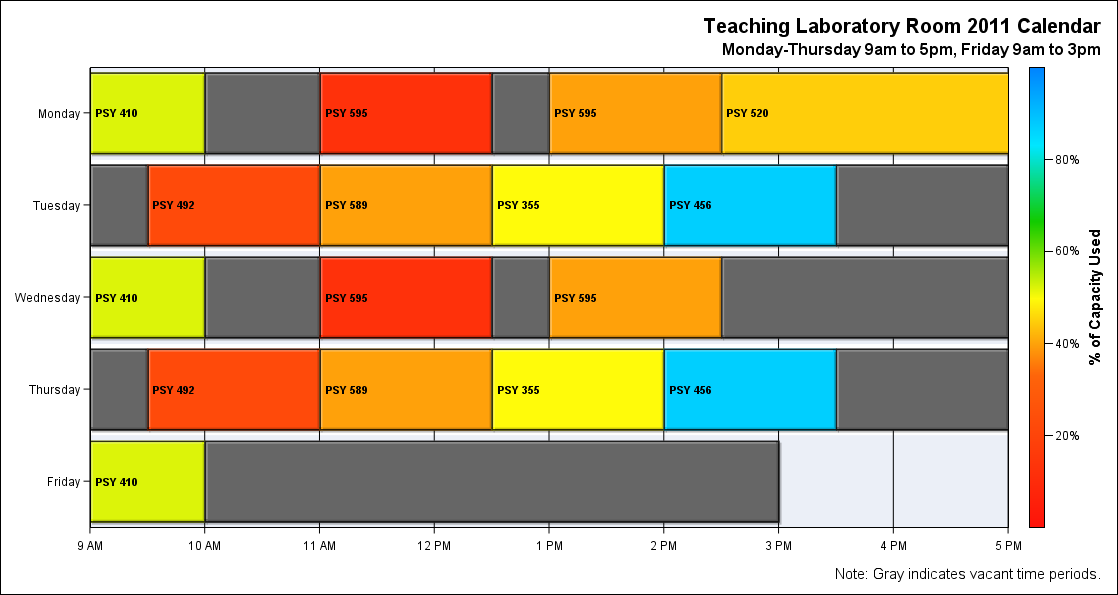 Teaching Laboratory Room 2011 Calendar
Monday-Thursday 9am to 5pm, Friday 9am to 3pm
Monday
PSY 410
PSY 595
PSY 595
PSY 520
80%
Tuesday
PSY 492
PSY 589
PSY 355
PSY 456
60%
% of Capacity Used
Wednesday
PSY 410
PSY 595
PSY 595
40%
Thursday
PSY 492
PSY 589
PSY 355
PSY 456
20%
Friday
PSY 410
9 AM
10 AM
11 AM
12 PM
1 PM
2 PM
3 PM
4 PM
5 PM
Note: Gray indicates vacant time periods.